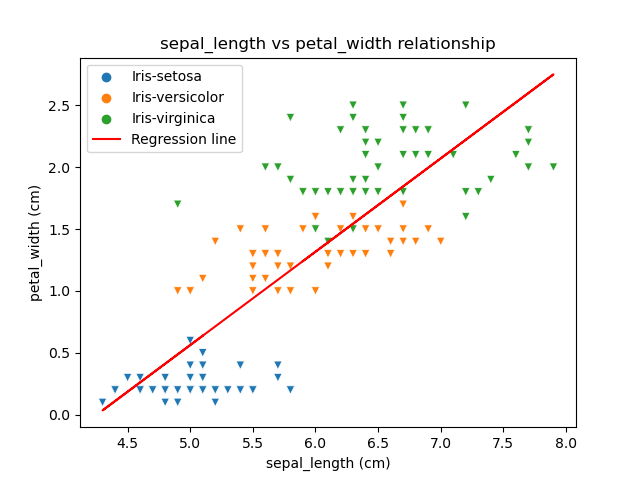 sepal_length vs petal_width relationship
Iris-setosa
Iris-versicolor
Iris-virginica
Regression line
petal_width (cm)
2.5
2.0
1.5
1.0
0.5
0.0
4.5 5.0 5.5 6.0 6.5 7.0 7.5 8.0
sepal_length (cm)